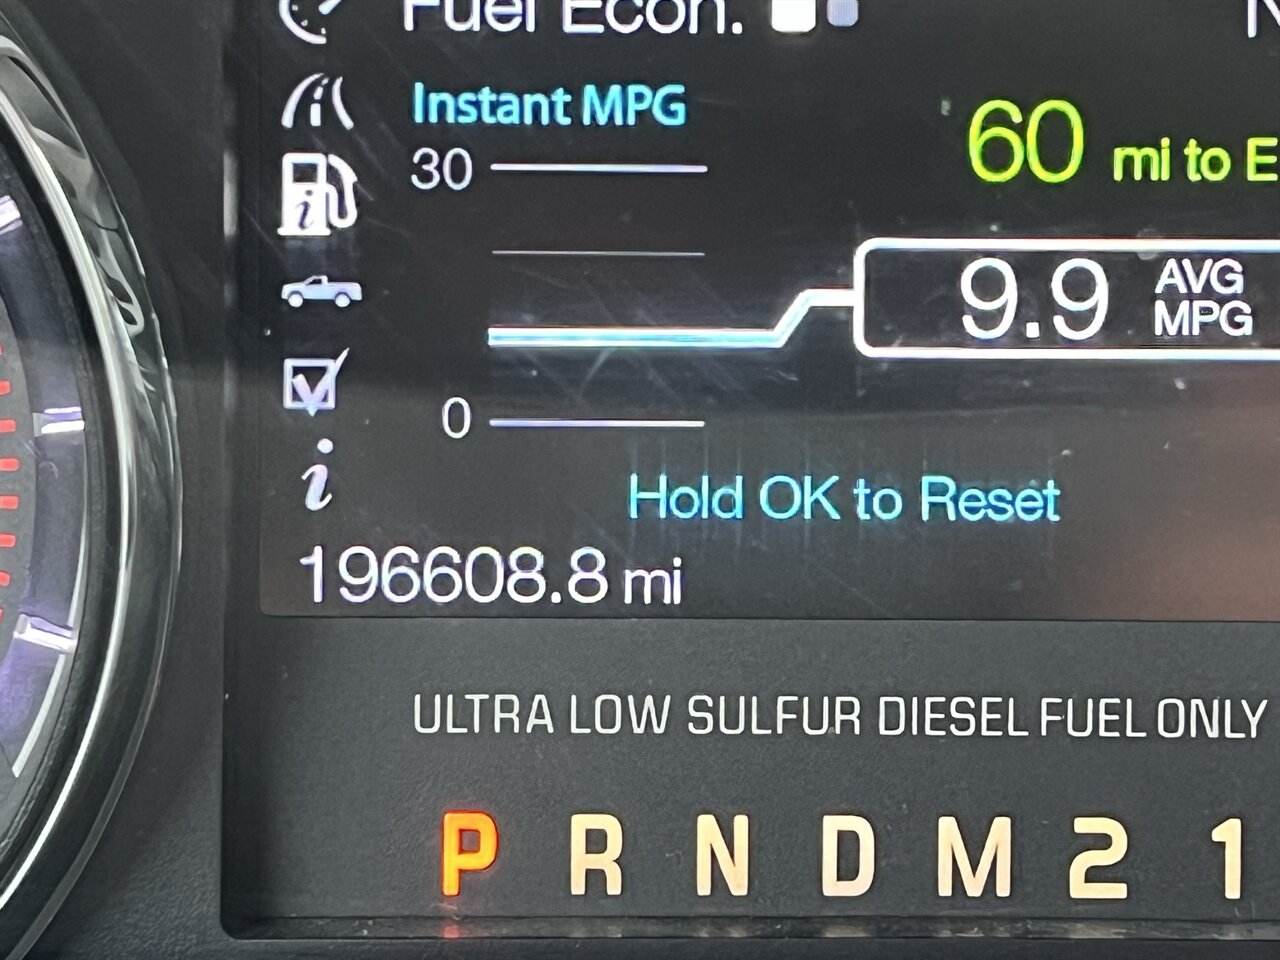 Fuel Econ.
Instant MPG
30
60 mi to E
9.9 AVG
MPG
0
Hold OK to Reset
196608.8 mi
ULTRA LOW SULFUR DIESEL FUEL ONLY
P R N D M 2 1